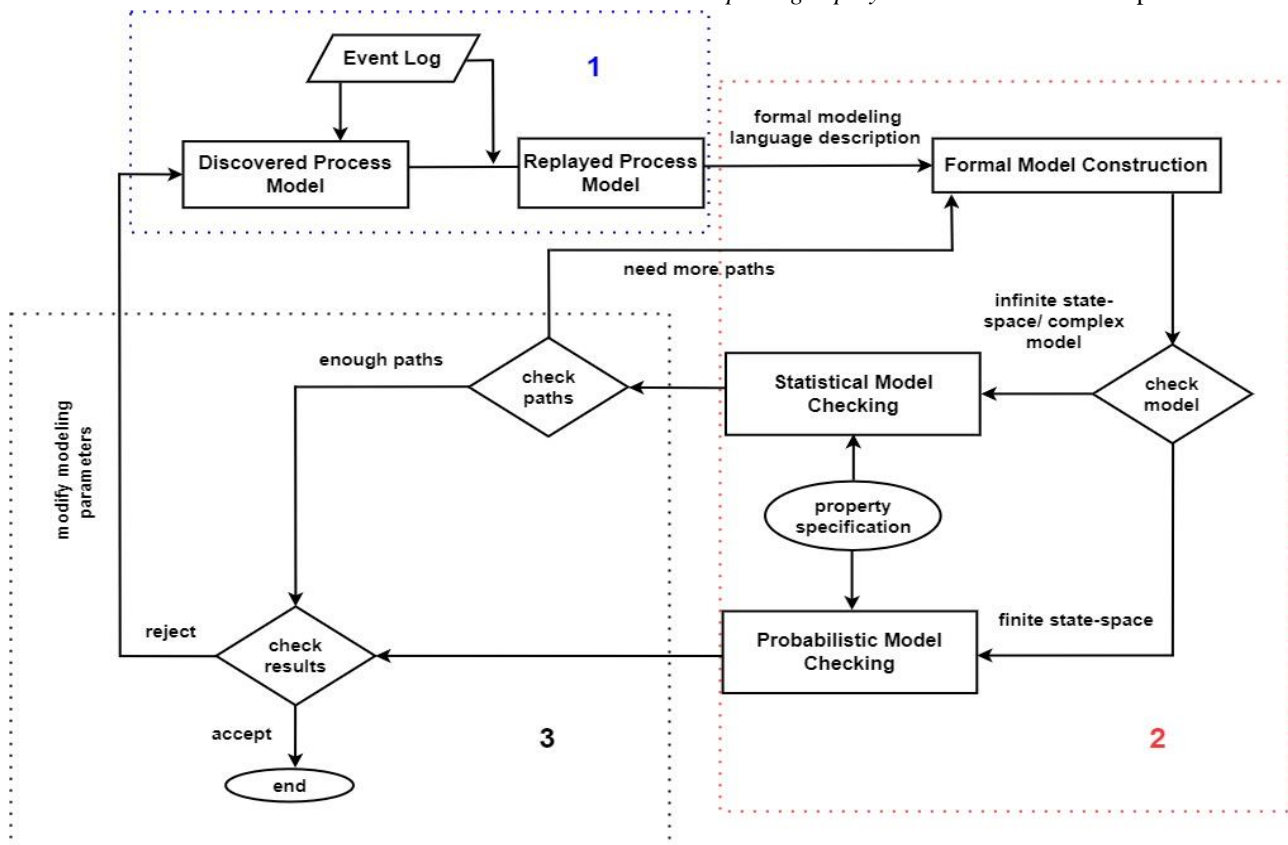 Event Log
1
Discovered Process
Model
Replayed Process
Model
formal modeling
language description
Formal Model Construction
need more paths
infinite state-
space/ complex
model
enough paths
check
paths
Statistical Model
Checking
check
model
modify modeling
parameters
property
specification
reject
check
results
Probabilistic Model
Checking
finite state-space
accept
3
2
end